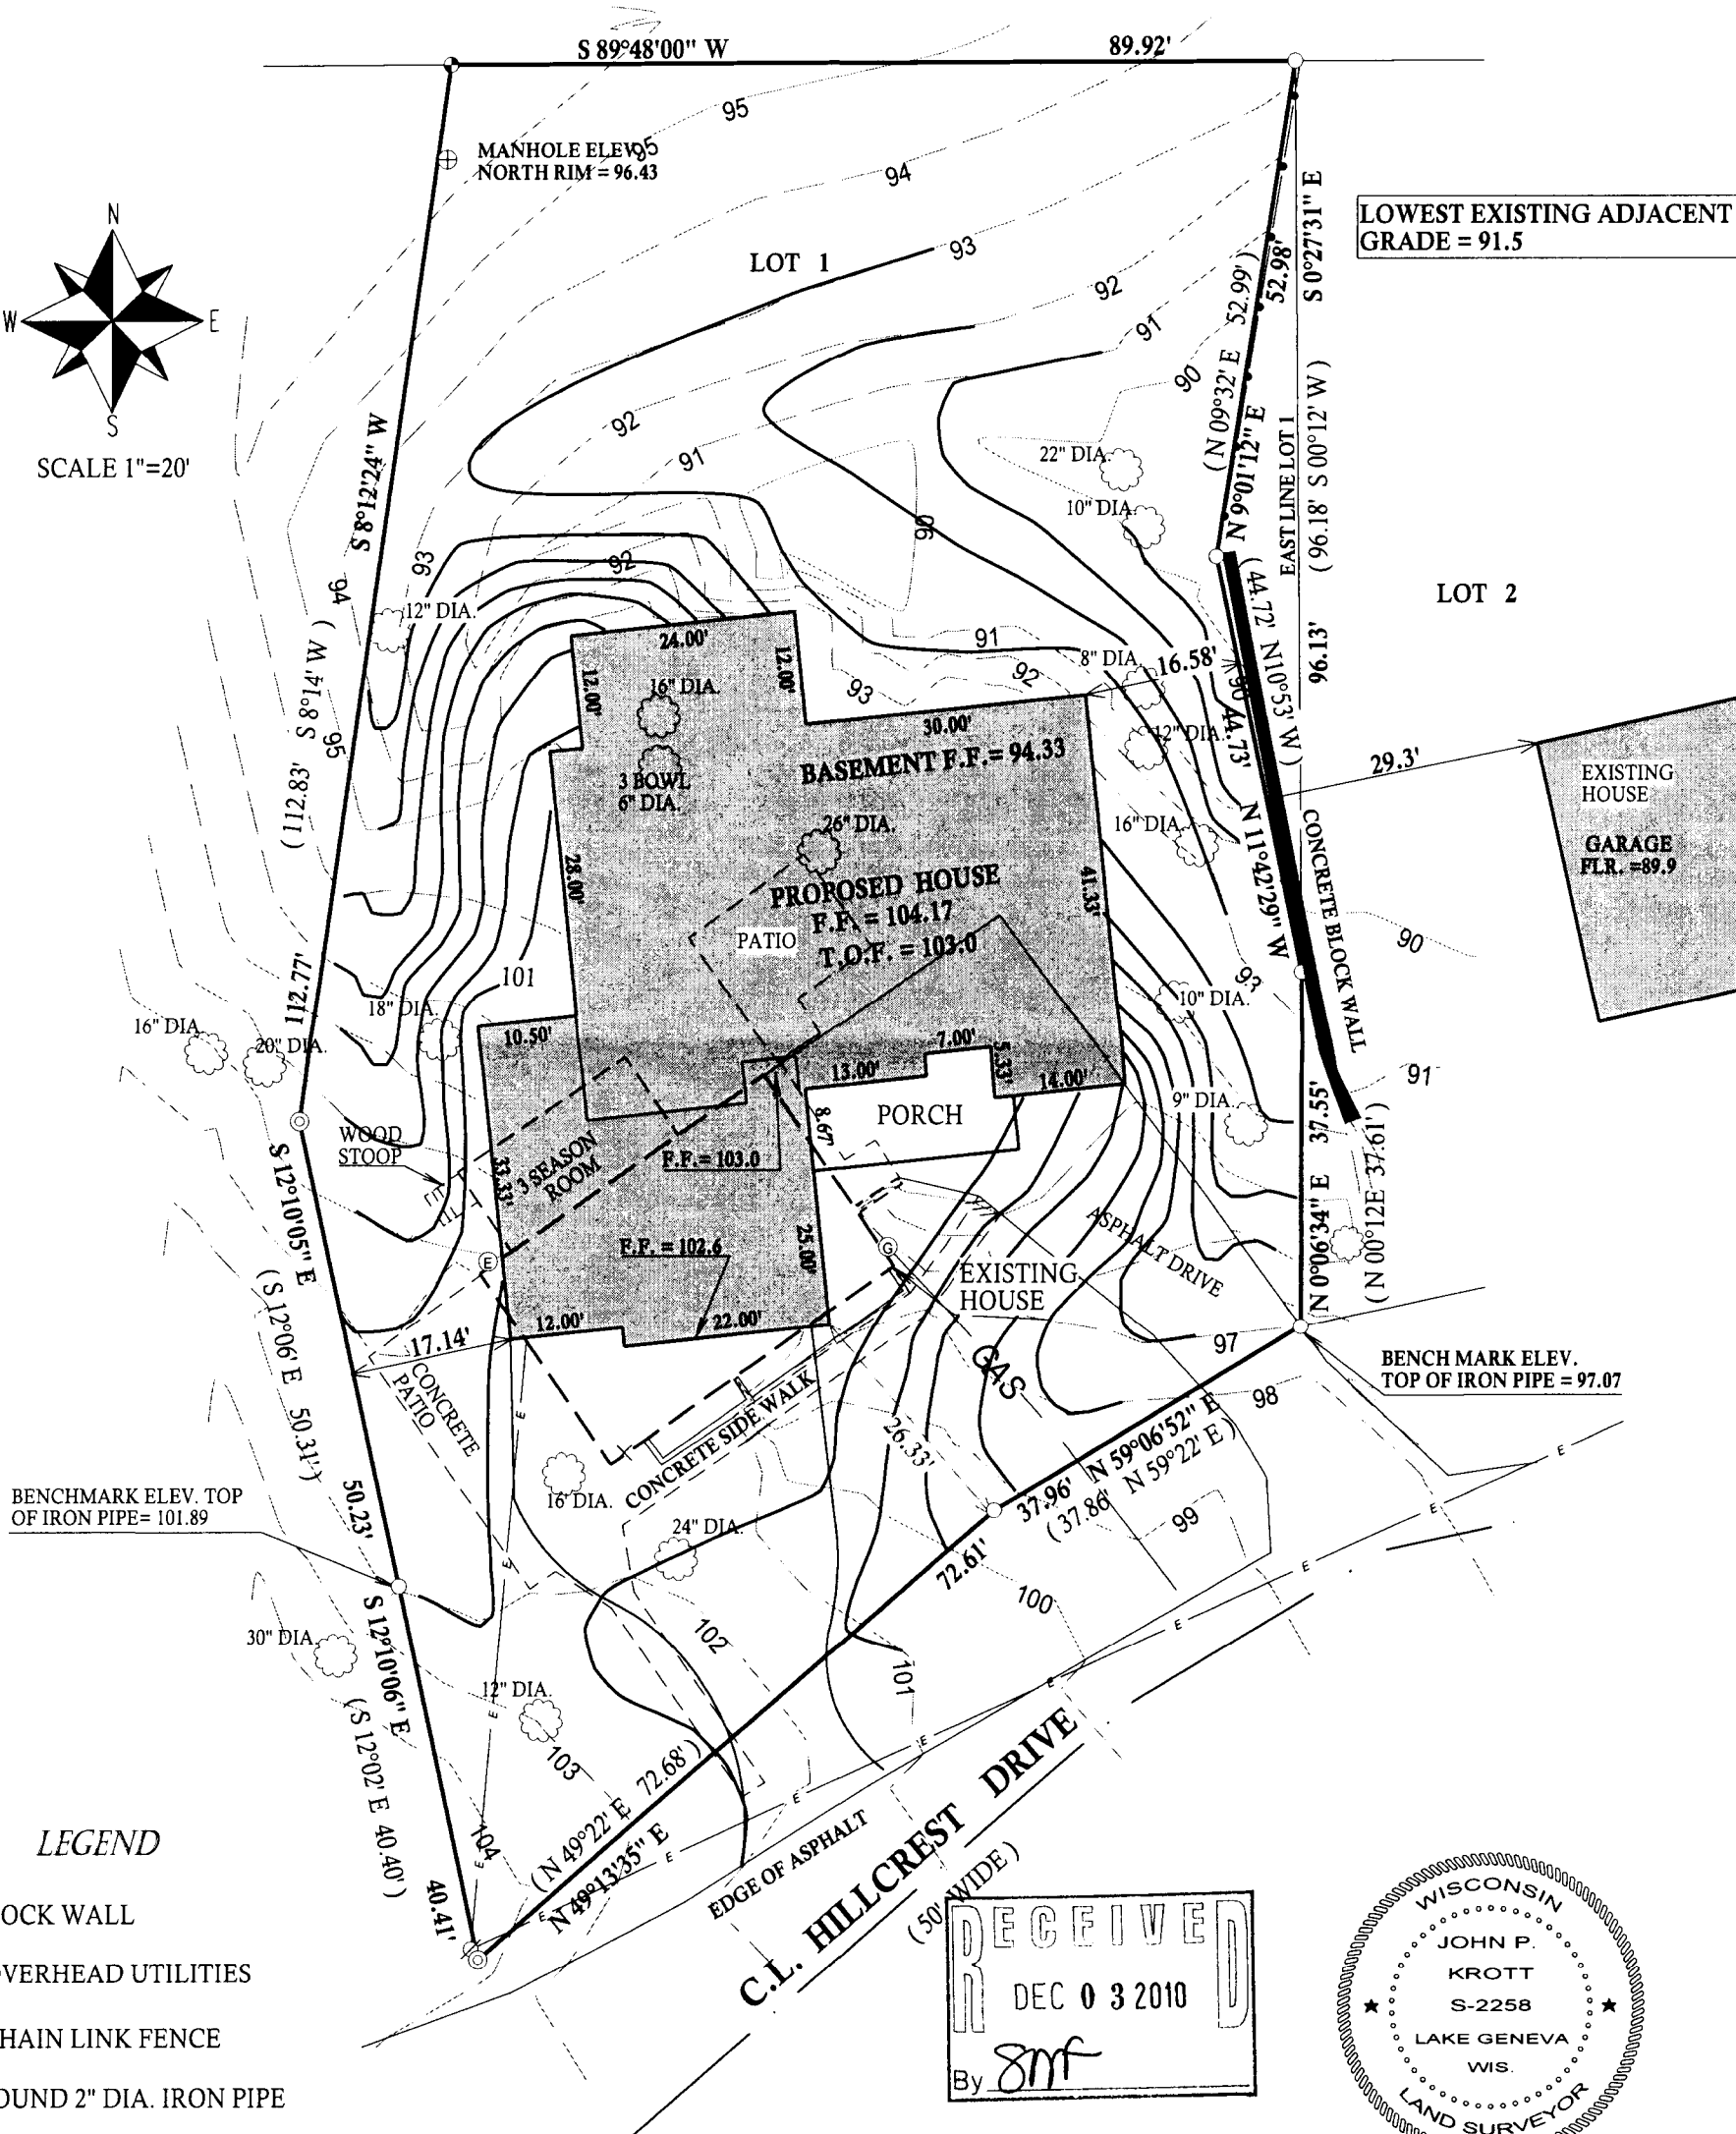 S 89°48'00" W 89.92'
95
MANHOLE ELEV.
95
NORTH RIM = 96.43
94
N
W E
S
SCALE 1"=20'
LOT 1
93
92
91
90
LOWEST EXISTING ADJACENT
GRADE = 91.5
S 0°27'31" E
52.98'
( N 09°32' E 52.99' )
N 9°01'12" E
EAST LINE LOT 1
( 96.18' S 00°12' W )
96.13'
S 8°12'24" W
( 112.83' S 8°14' W )
112.77'
92
91
93
92
94
95
90
22" DIA.
10" DIA.
12" DIA.
LOT 2
( 44.72' N10°53' W )
44.73'
N 11°42'29" W
90
CONCRETE BLOCK WALL
24.00'
12.00'
12.00'
16" DIA.
3 BOWL
6" DIA.
91
92
93
8" DIA.
16.58'
12" DIA.
30.00'
BASEMENT F.F.= 94.33
29.3'
EXISTING
HOUSE
GARAGE
FLR. =89.9
26" DIA.
16" DIA.
28.00'
41.33'
PROPOSED HOUSE
F.F. = 104.17
T.O.F. = 103.0
PATIO
90
93
101
18" DIA.
10" DIA.
16" DIA.
20" DIA.
10.50'
7.00'
13.00'
5.33'
14.00'
91
9" DIA.
8.67'
PORCH
WOOD
STOOP
33.33'
3 SEASON
ROOM
F.F.= 103.0
37.55'
N 0°06'34" E
( N 00°12E 37.61' )
ASPHALT DRIVE
S 12°10'05" E
( S 12°06' E 50.31' )
50.23'
E
F.F. = 102.6
25.00'
G
EXISTING
HOUSE
12.00'
22.00'
17.14'
CONCRETE
PATIO
97
98
BENCH MARK ELEV.
TOP OF IRON PIPE = 97.07
GAS
26.33'
CONCRETE SIDE WALK
N 59°06'52" E
37.96'
( 37.86' N 59°22' E )
99
BENCHMARK ELEV. TOP
OF IRON PIPE= 101.89
16' DIA.
24" DIA.
72.61'
100
30" DIA.
S 12°10'06" E
( S 12°02' E 40.40' )
40.41'
12" DIA.
102
101
103
104
( N 49°22' E 72.68' )
N 49°13'35" E
EDGE OF ASPHALT
C.L. HILLCREST DRIVE
( 50' WIDE )
E E E E E E E E
LEGEND
OCK WALL
VERHEAD UTILITIES
HAIN LINK FENCE
OUND 2" DIA. IRON PIPE
RECEIVED
DEC 0 3 2010
By
WISCONSIN
JOHN P.
KROTT
S-2258
LAKE GENEVA
WIS.
LAND SURVEYOR